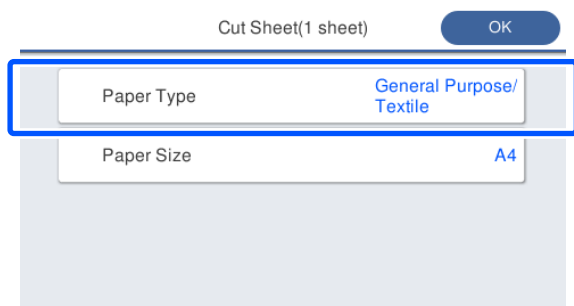 Cut Sheet(1 sheet)
OK
Paper Type
General Purpose/
Textile
Paper Size
A4